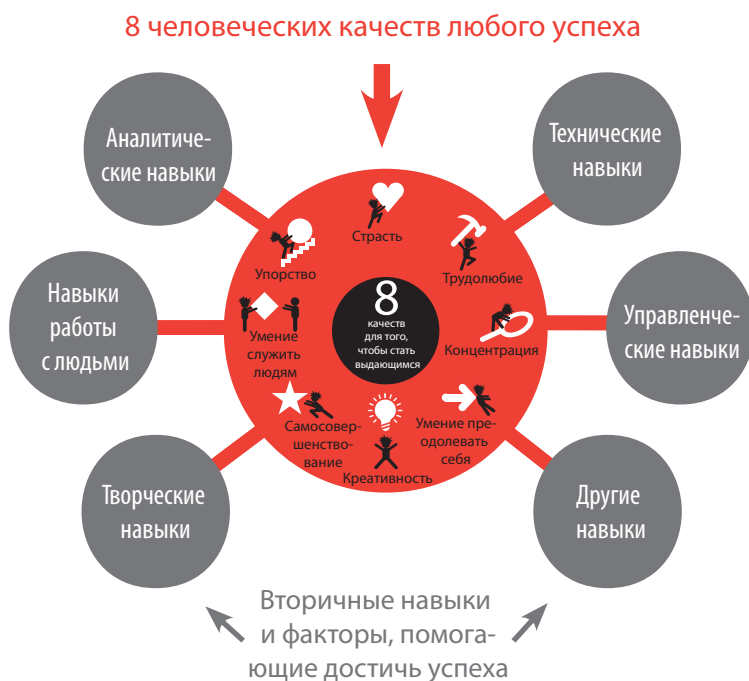 8 человеческих качеств любого успеха
Аналитиче-
ские навыки
Технические
навыки
Страсть
Упорство
Трудолюбие
Навыки
работы
с людьми
8
качеств
для того,
чтобы стать
выдающимся
Управленче-
ские навыки
Умение
служить
людям
Концентрация
Самосовер-
шенство-
вание
Креативность
Умение пре-
одолевать
себя
Творческие
навыки
Другие
навыки
Вторичные навыки
и факторы, помога-
ющие достичь успеха